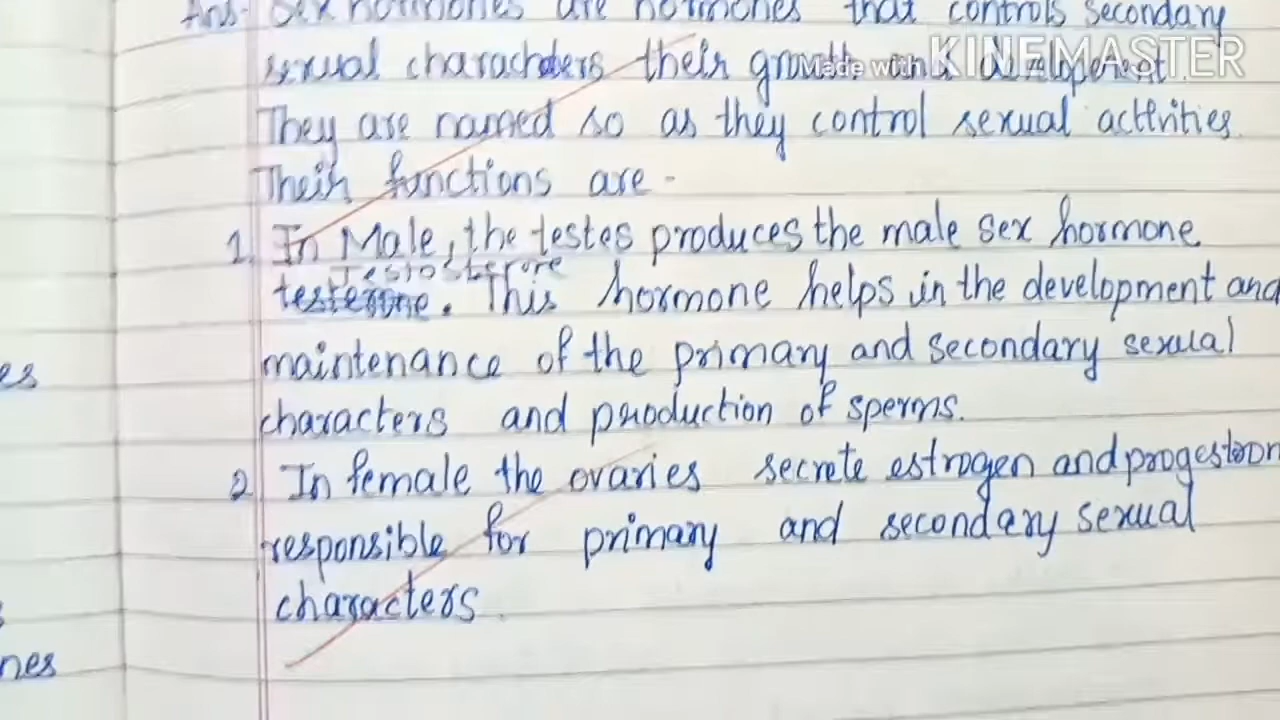 Ans- Sex hormones are hormones that controls secondary
sexual charachters their growth and development.
Made with KINEMASTER
They are named so as they control sexual acttivities.
Their functions are -
1. In Male, the testes produces the male sex hormone
Testosterone
testerone. This hormone helps in the development and
maintenance of the primary and secondary sexual
es
characters and production of sperms.
2 In female the ovaries secrete estrogen and
responsible for primary and secondary sexual
characters.
nes